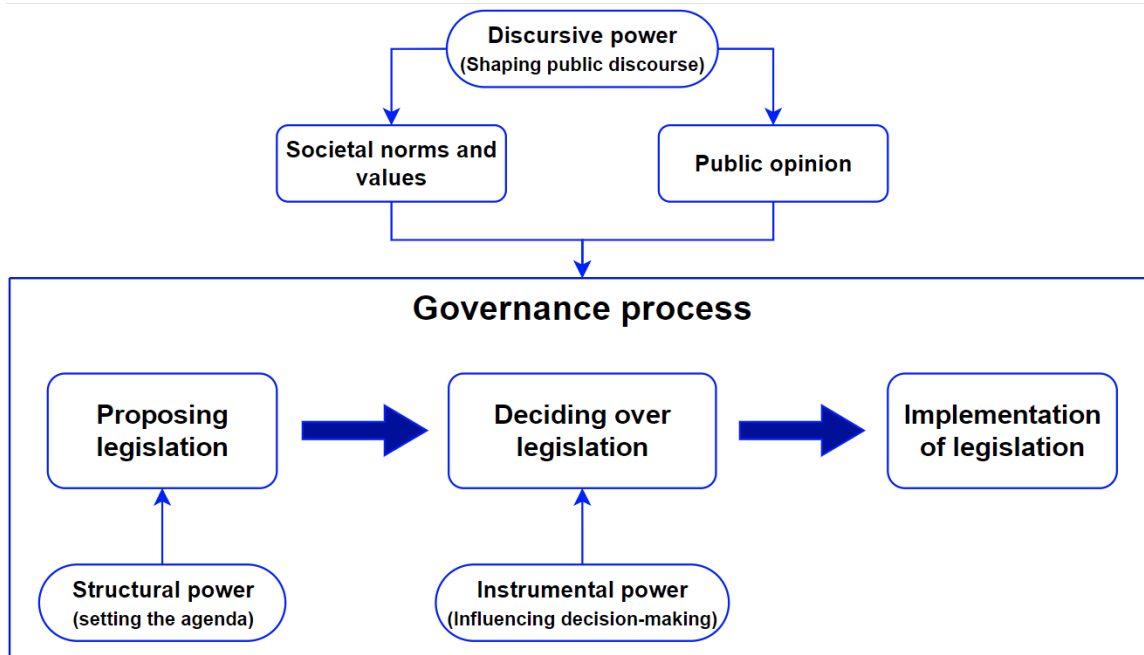 Discursive power
(Shaping public discourse)
Societal norms and
values
Public opinion
Governance process
Proposing
legislation
Deciding over
legislation
Implementation
of legislation
Structural power
(setting the agenda)
Instrumental power
(Influencing decision-making)